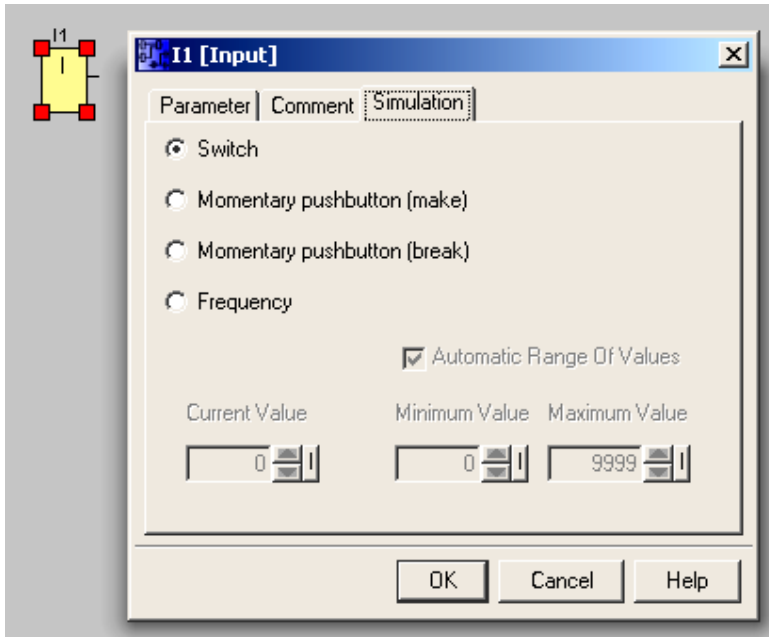 I1
I
I1 [Input]
Parameter Comment Simulation
Switch
Momentary pushbutton (make)
Momentary pushbutton (break)
Frequency
Automatic Range Of Values
Current Value Minimum Value Maximum Value
0 0 9999
OK Cancel Help